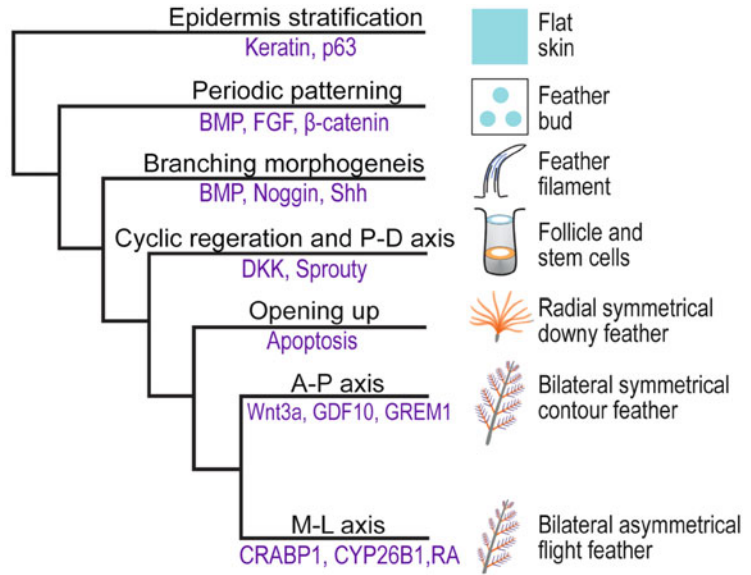 Epidermis stratification
Keratin, p63
Flat
skin
Periodic patterning
BMP, FGF, β-catenin
Feather
bud
Branching morphogeneis
BMP, Noggin, Shh
Feather
filament
Cyclic regeration and P-D axis
DKK, Sprouty
Follicle and
stem cells
Opening up
Apoptosis
Radial symmetrical
downy feather
A-P axis
Wnt3a, GDF10, GREM1
Bilateral symmetrical
contour feather
M-L axis
CRABP1, CYP26B1,RA
Bilateral asymmetrical
flight feather